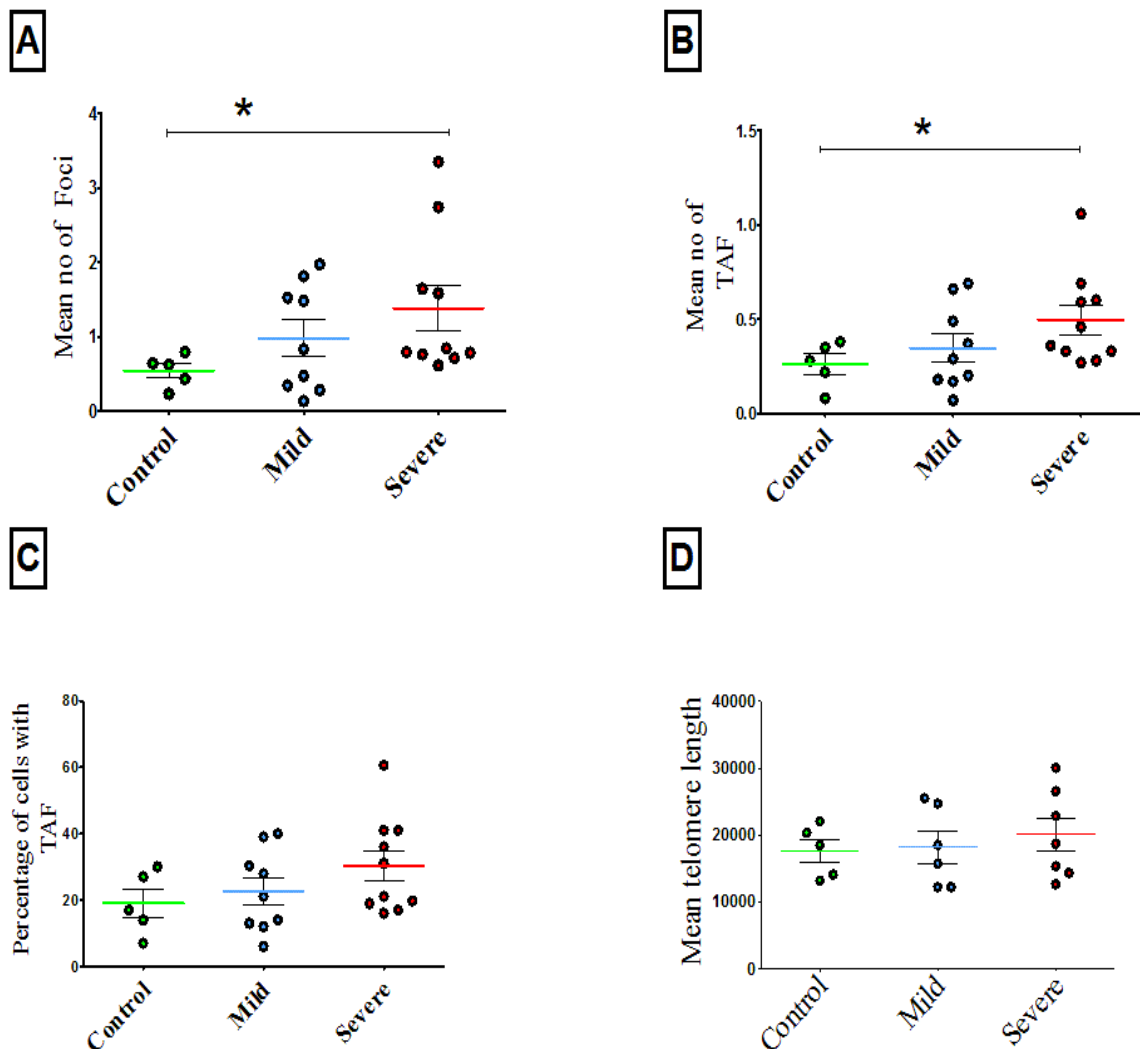 A
*
4
3
2
1
0
Mean no of Foci
Control
Mild
Severe
B
*
1.5
1.0
0.5
0.0
Mean no of
TAF
Control
Mild
Severe
C
80
60
40
20
0
Percentage of cells with
TAF
Control
Mild
Severe
D
40000
30000
20000
10000
0
Mean telomere length
Control
Mild
Severe